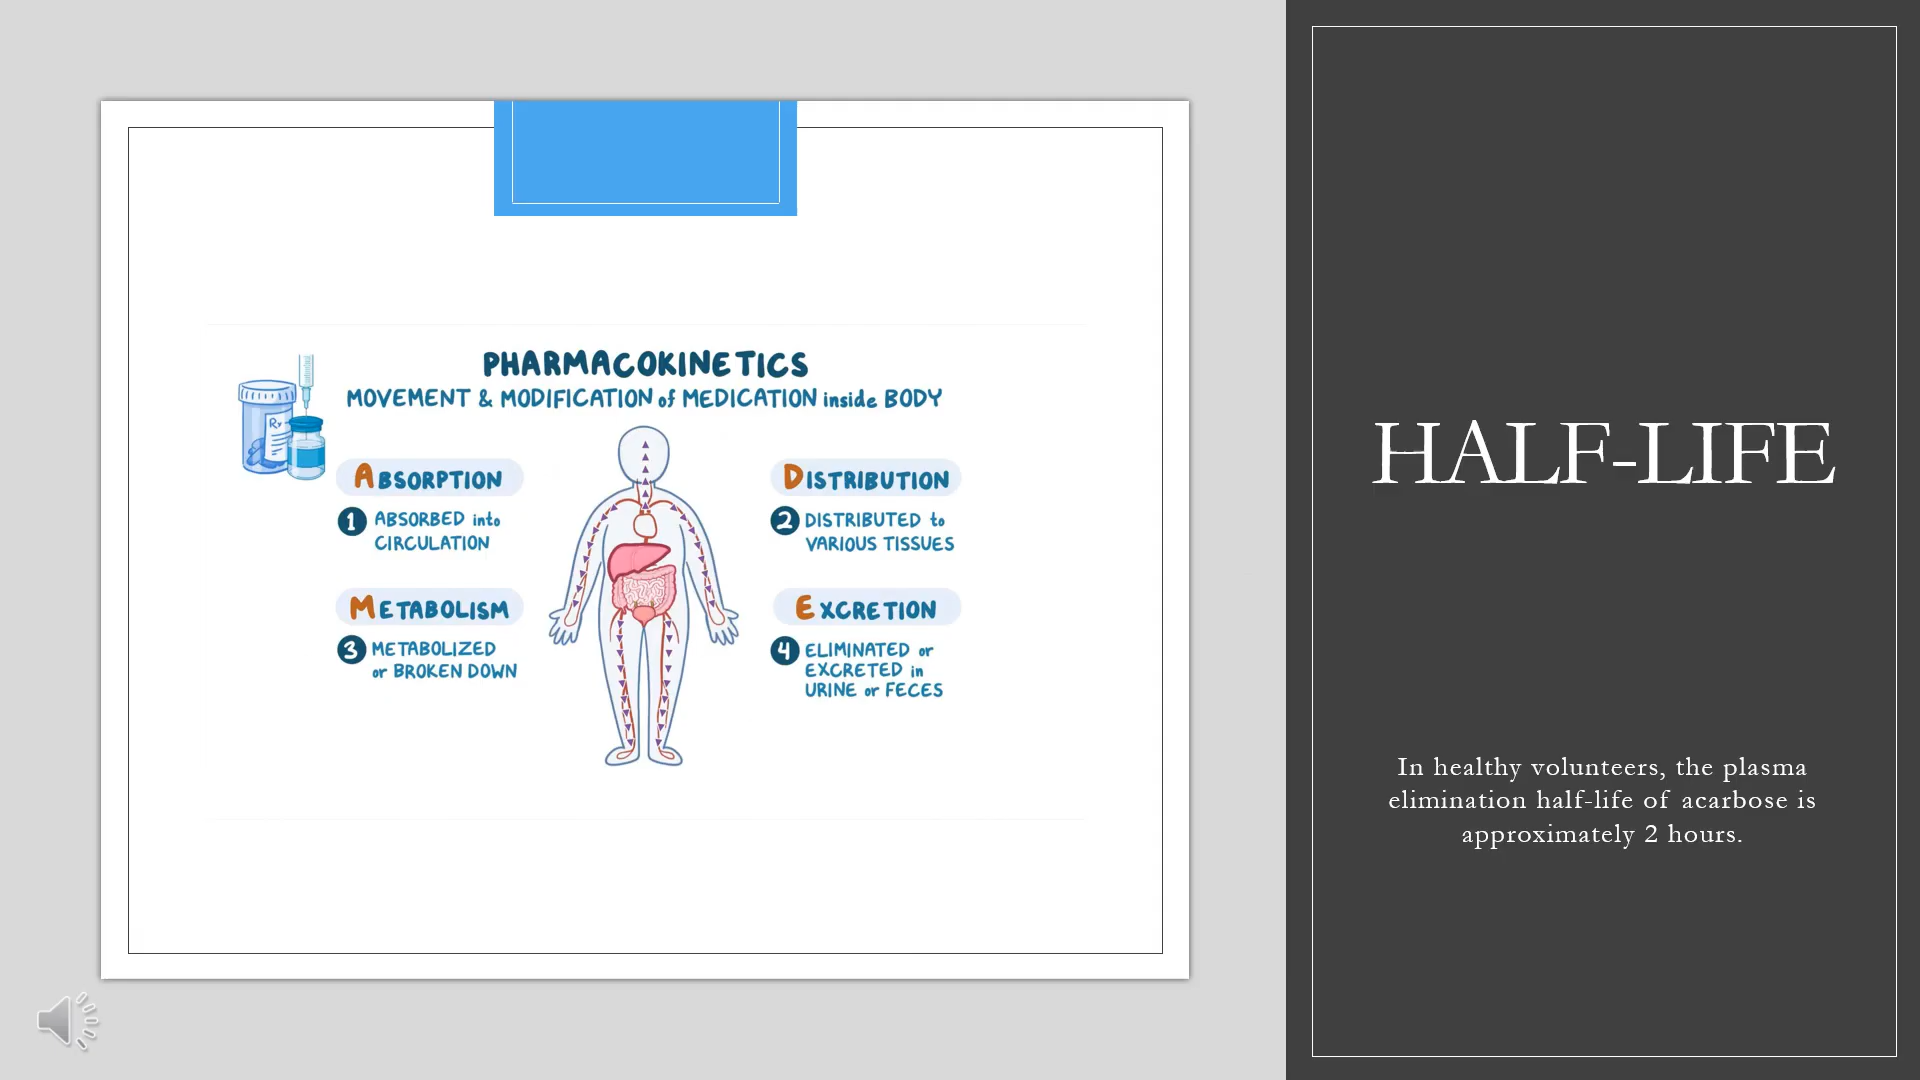 PHARMACOKINETICS
MOVEMENT & MODIFICATION of MEDICATION inside BODY
Rx
ABSORPTION
1 ABSORBED into
CIRCULATION
DISTRIBUTION
2 DISTRIBUTED to
VARIOUS TISSUES
METABOLISM
3 METABOLIZED
or BROKEN DOWN
EXCRETION
4 ELIMINATED or
EXCRETED in
URINE or FECES
HALF-LIFE
In healthy volunteers, the plasma
elimination half-life of acarbose is
approximately 2 hours.